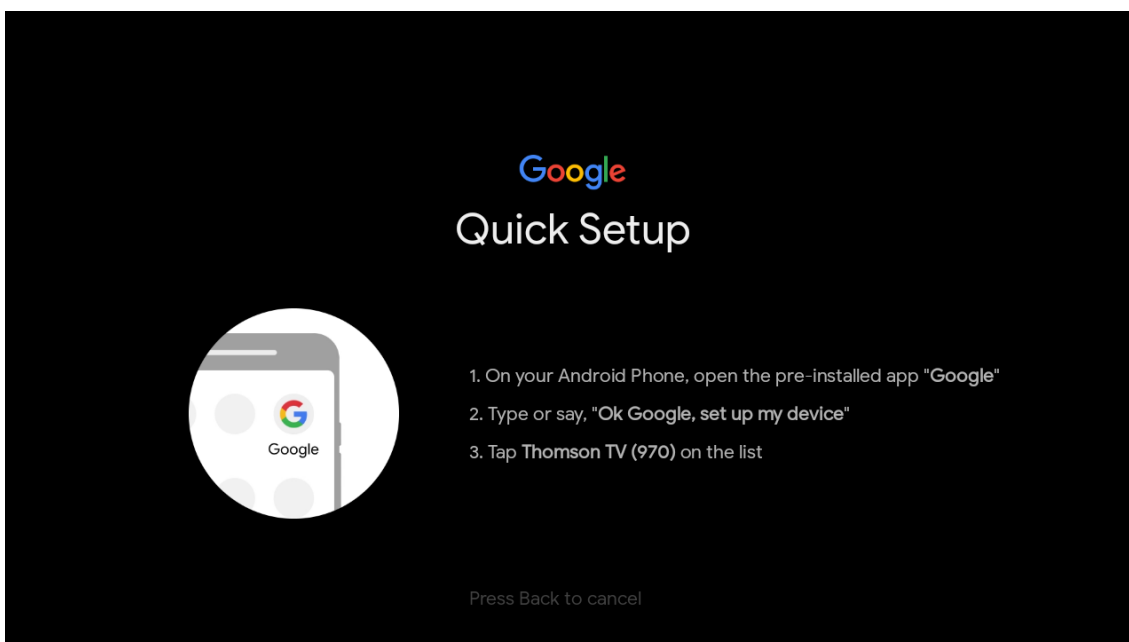 Google
Quick Setup
Google
1. On your Android Phone, open the pre-installed app "Google"
2. Type or say, "Ok Google, set up my device"
3. Tap Thomson TV (970) on the list
Press Back to cancel